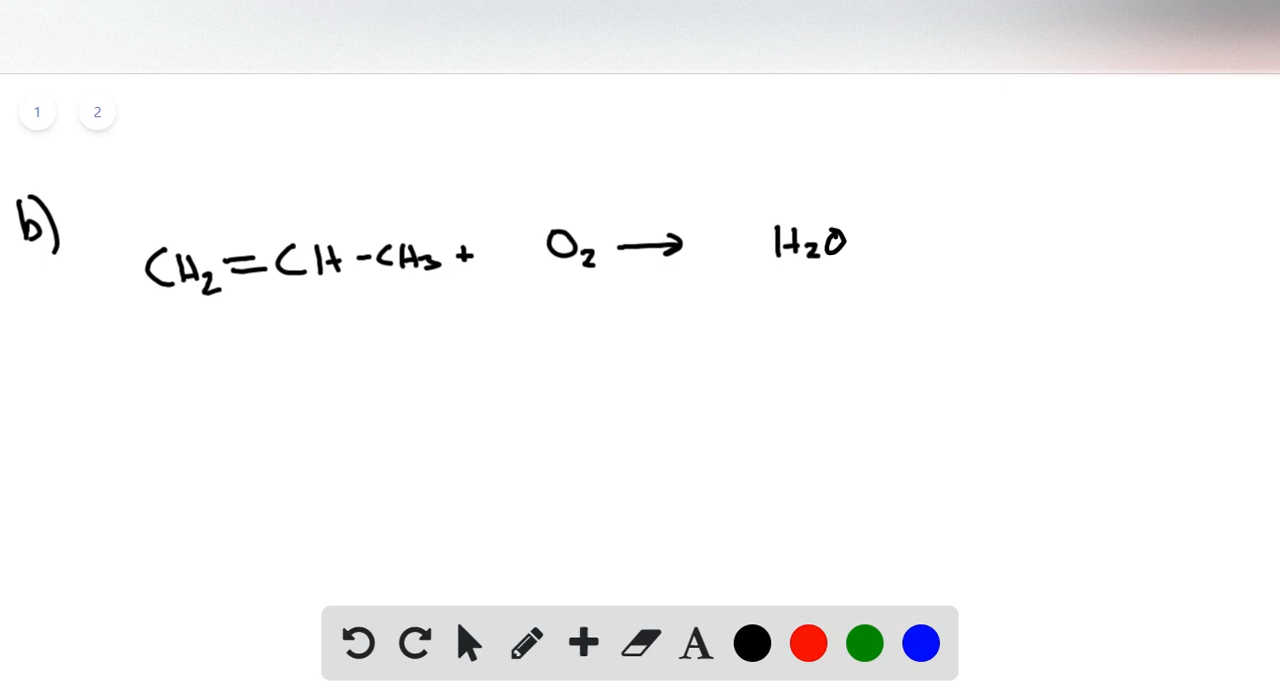 1 2
b) CH₂=CH-CH₃ + O₂ → H₂O
A